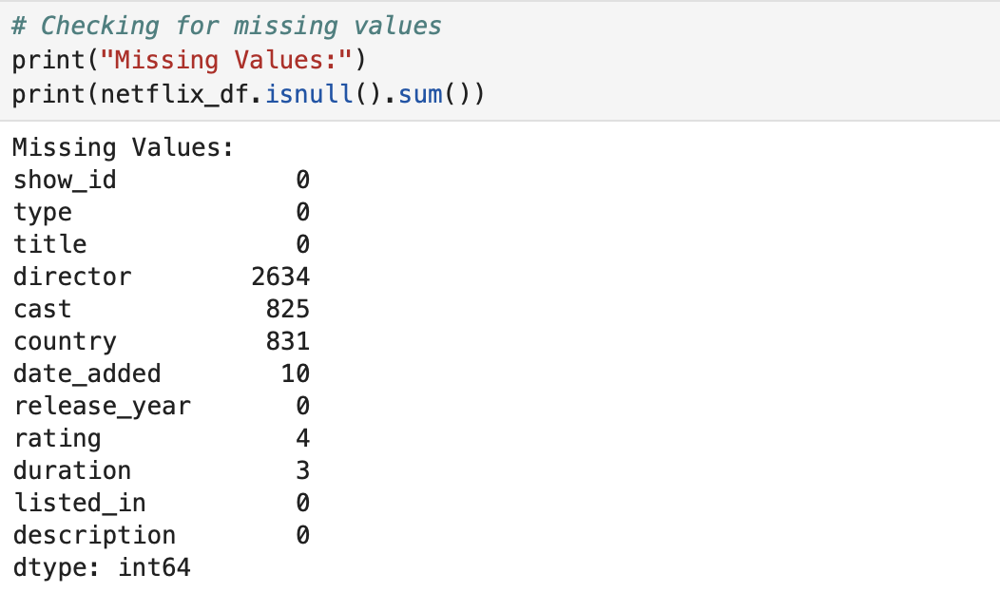 # Checking for missing values
print("Missing Values:")
print(netflix_df.isnull().sum())
Missing Values:
show_id            0
type               0
title              0
director        2634
cast             825
country          831
date_added        10
release_year       0
rating             4
duration           3
listed_in          0
description        0
dtype: int64